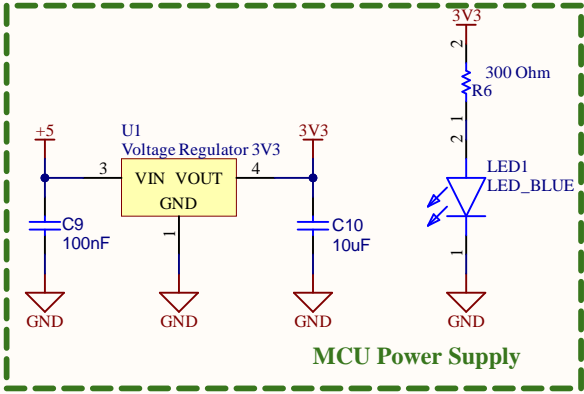 3V3
2
300 Ohm
R6
1
2
+5
U1
Voltage Regulator 3V3
3V3
3
VIN VOUT
4
GND
1
LED1
LED_BLUE
C9
100nF
C10
10uF
1
GND
GND
GND
GND
MCU Power Supply